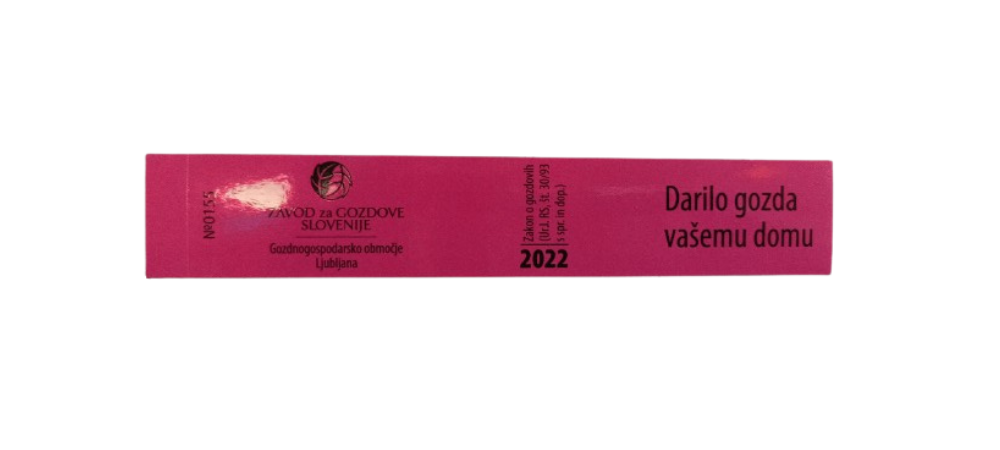 №0155
ZAVOD za GOZDOVE
SLOVENIJE
Gozdnogospodarsko območje
Ljubljana
Zakon o gozdovih
(Ur.l. RS, št. 30/93
s spr. in dop.)
2022
Darilo gozda
vašemu domu